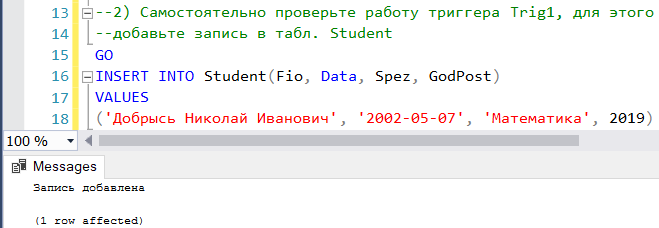 13 --2) Самостоятельно проверьте работу триггера Trig1, для этого
14 --добавьте запись в табл. Student
15 GO
16 INSERT INTO Student(Fio, Data, Spez, GodPost)
17 VALUES
18 ('Добрысь Николай Иванович', '2002-05-07', 'Математика', 2019)
100 %
Messages
Запись добавлена
(1 row affected)